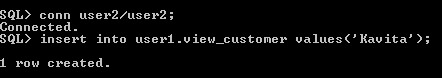 SQL> conn user2/user2;
Connected.
SQL> insert into user1.view_customer values('Kavita');
1 row created.